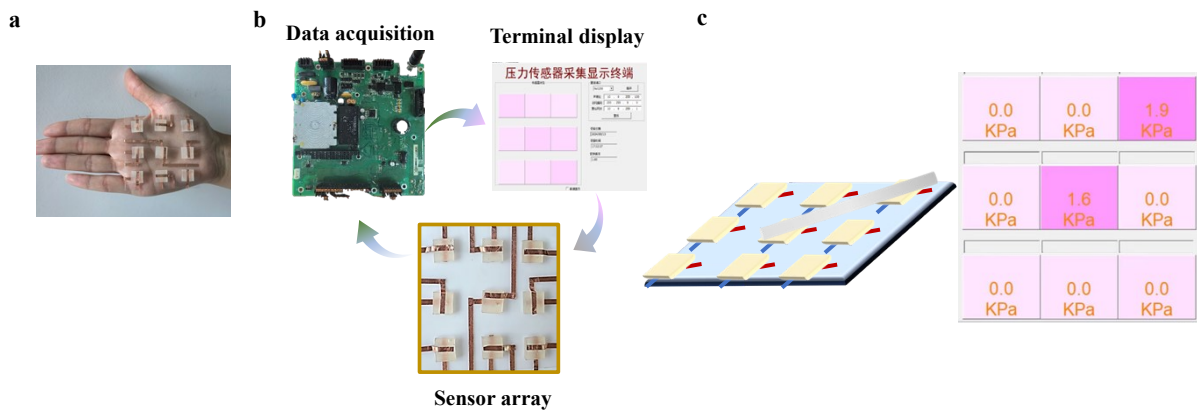 a
b
c
Data acquisition
Terminal display
压力传感器采集显示终端
Sensor array
0.0 0.0 1.9
KPa KPa KPa
0.0 1.6 0.0
KPa KPa KPa
0.0 0.0 0.0
KPa KPa KPa